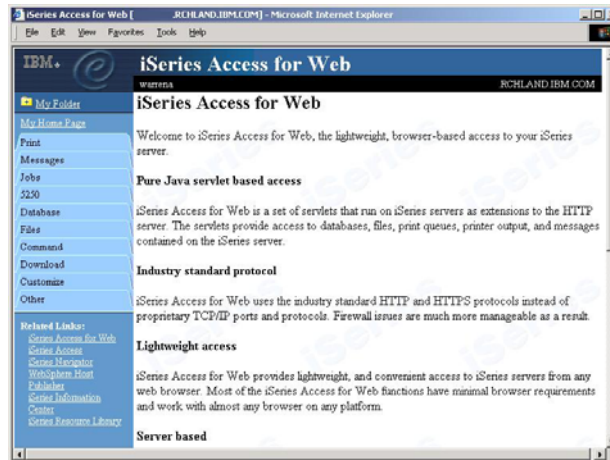 iSeries Access for Web [ .RCHLAND.IBM.COM] - Microsoft Internet Explorer
File Edit View Favorites Tools Help
IBM
iSeries Access for Web
warrena RCHLAND.IBM.COM
My Folder
My Home Page
Print
Messages
Jobs
5250
Database
Files
Command
Download
Customize
Other
Related Links:
iSeries Access for Web
iSeries Access
iSeries Navigator
WebSphere Host
Publisher
iSeries Information
Center
iSeries Resource Library
iSeries Access for Web
Welcome to iSeries Access for Web, the lightweight, browser-based access to your iSeries
server.
Pure Java servlet based access
iSeries Access for Web is a set of servlets that run on iSeries servers as extensions to the HTTP
server. The servlets provide access to databases, files, print queues, printer output, and messages
contained on the iSeries server.
Industry standard protocol
iSeries Access for Web uses the industry standard HTTP and HTTPS protocols instead of
proprietary TCP/IP ports and protocols. Firewall issues are much more manageable as a result.
Lightweight access
iSeries Access for Web provides lightweight, and convenient access to iSeries servers from any
web browser. Most of the iSeries Access for Web functions have minimal browser requirements
and work with almost any browser on any platform.
Server based